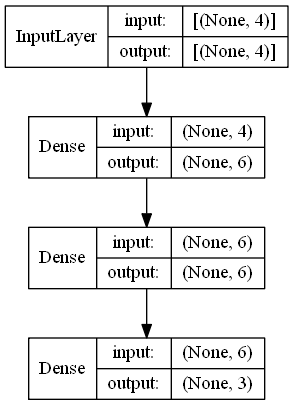 InputLayer
input: [(None, 4)]
output: [(None, 4)]
Dense
input: (None, 4)
output: (None, 6)
Dense
input: (None, 6)
output: (None, 6)
Dense
input: (None, 6)
output: (None, 3)